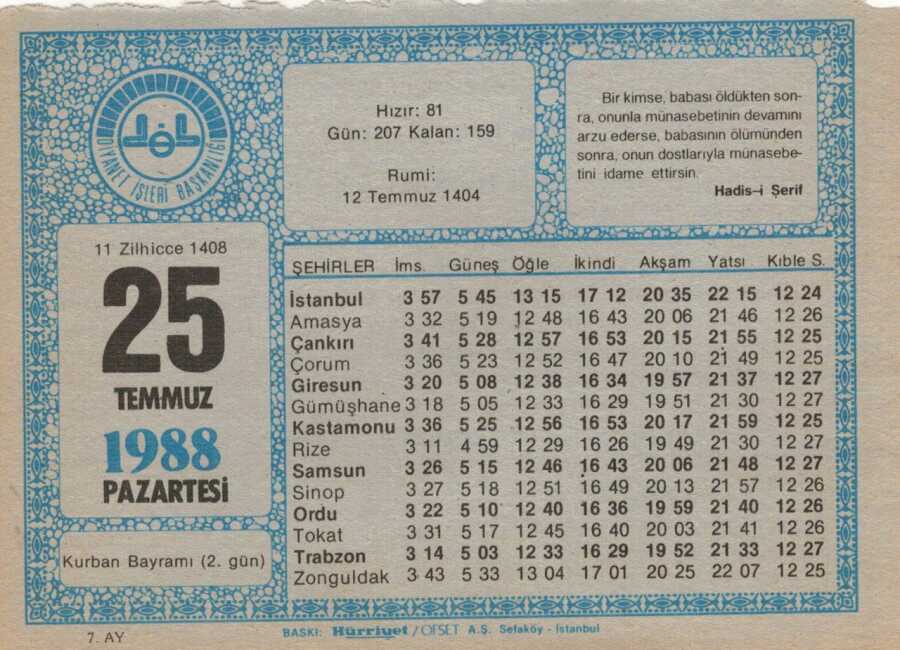 DİYANET İŞLERİ BAŞKANLIĞI
Hızır: 81
Gün: 207 Kalan: 159
Rumi:
12 Temmuz 1404
Bir kimse, babası öldükten son-
ra, onunla münasebetinin devamını
arzu ederse, babasının ölümünden
sonra, onun dostlarıyla münasebe-
tini idame ettirsin.
Hadis-i Şerif
11 Zilhicce 1408
25
TEMMUZ
1988
PAZARTESİ
Kurban Bayramı (2. gün)
ŞEHİRLER İms. Güneş Öğle İkindi Akşam Yatsı Kıble S.
İstanbul 3 57 5 45 13 15 17 12 20 35 22 15 12 24
Amasya 3 32 5 19 12 48 16 43 20 06 21 46 12 26
Çankırı 3 41 5 28 12 57 16 53 20 15 21 55 12 25
Çorum 3 36 5 23 12 52 16 47 20 10 21 49 12 25
Giresun 3 20 5 08 12 38 16 34 19 57 21 37 12 27
Gümüşhane 3 18 5 05 12 33 16 29 19 51 21 30 12 27
Kastamonu 3 36 5 25 12 56 16 53 20 17 21 59 12 25
Rize 3 11 4 59 12 29 16 26 19 49 21 30 12 27
Samsun 3 26 5 15 12 46 16 43 20 06 21 48 12 27
Sinop 3 27 5 18 12 51 16 49 20 13 21 57 12 26
Ordu 3 22 5 10 12 40 16 36 19 59 21 40 12 26
Tokat 3 31 5 17 12 45 16 40 20 03 21 41 12 26
Trabzon 3 14 5 03 12 33 16 29 19 52 21 33 12 27
Zonguldak 3 43 5 33 13 04 17 01 20 25 22 07 12 25
7. AY
BASKI: Hürriyet / OFSET A.Ş. Sefaköy - İstanbul